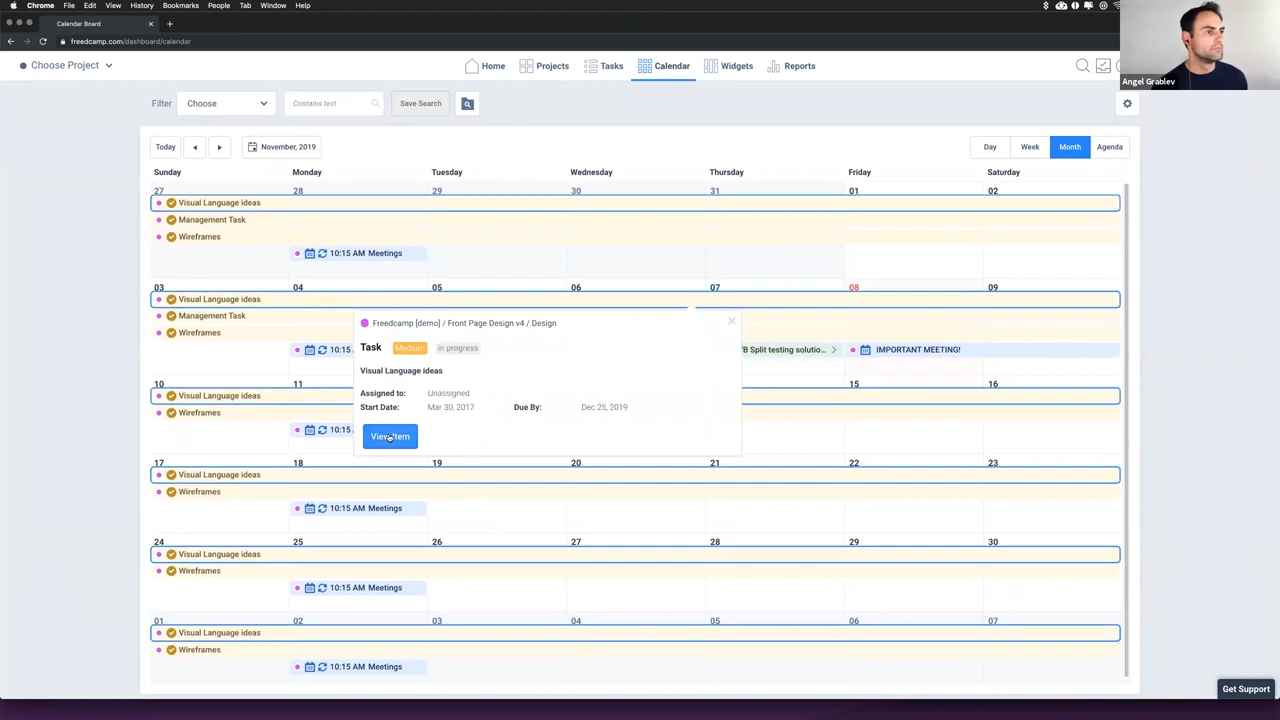 Chrome File Edit View History Bookmarks People Tab Window Help
Calendar Board
freedcamp.com/dashboard/calendar
Angel Grablev
Choose Project
Home Projects Tasks Calendar Widgets Reports
Filter Choose Contains text Save Search
Today November, 2019 Day Week Month Agenda
Sunday Monday Tuesday Wednesday Thursday Friday Saturday
27 28 29 30 31 01 02
Visual Language ideas
Management Task
Wireframes
10:15 AM Meetings
03 04 05 06 07 08 09
Visual Language ideas
Management Task
Wireframes
10:15
/B Split testing solutio...
IMPORTANT MEETING!
Freedcamp [demo] / Front Page Design v4 / Design
Task Medium in progress
Visual Language ideas
Assigned to: Unassigned
Start Date: Mar 30, 2017 Due By: Dec 25, 2019
View Item
10 11 15 16
Visual Language ideas
Wireframes
10:15
17 18 19 20 21 22 23
Visual Language ideas
Wireframes
10:15 AM Meetings
24 25 26 27 28 29 30
Visual Language ideas
Wireframes
10:15 AM Meetings
01 02 03 04 05 06 07
Visual Language ideas
Wireframes
10:15 AM Meetings
Get Support